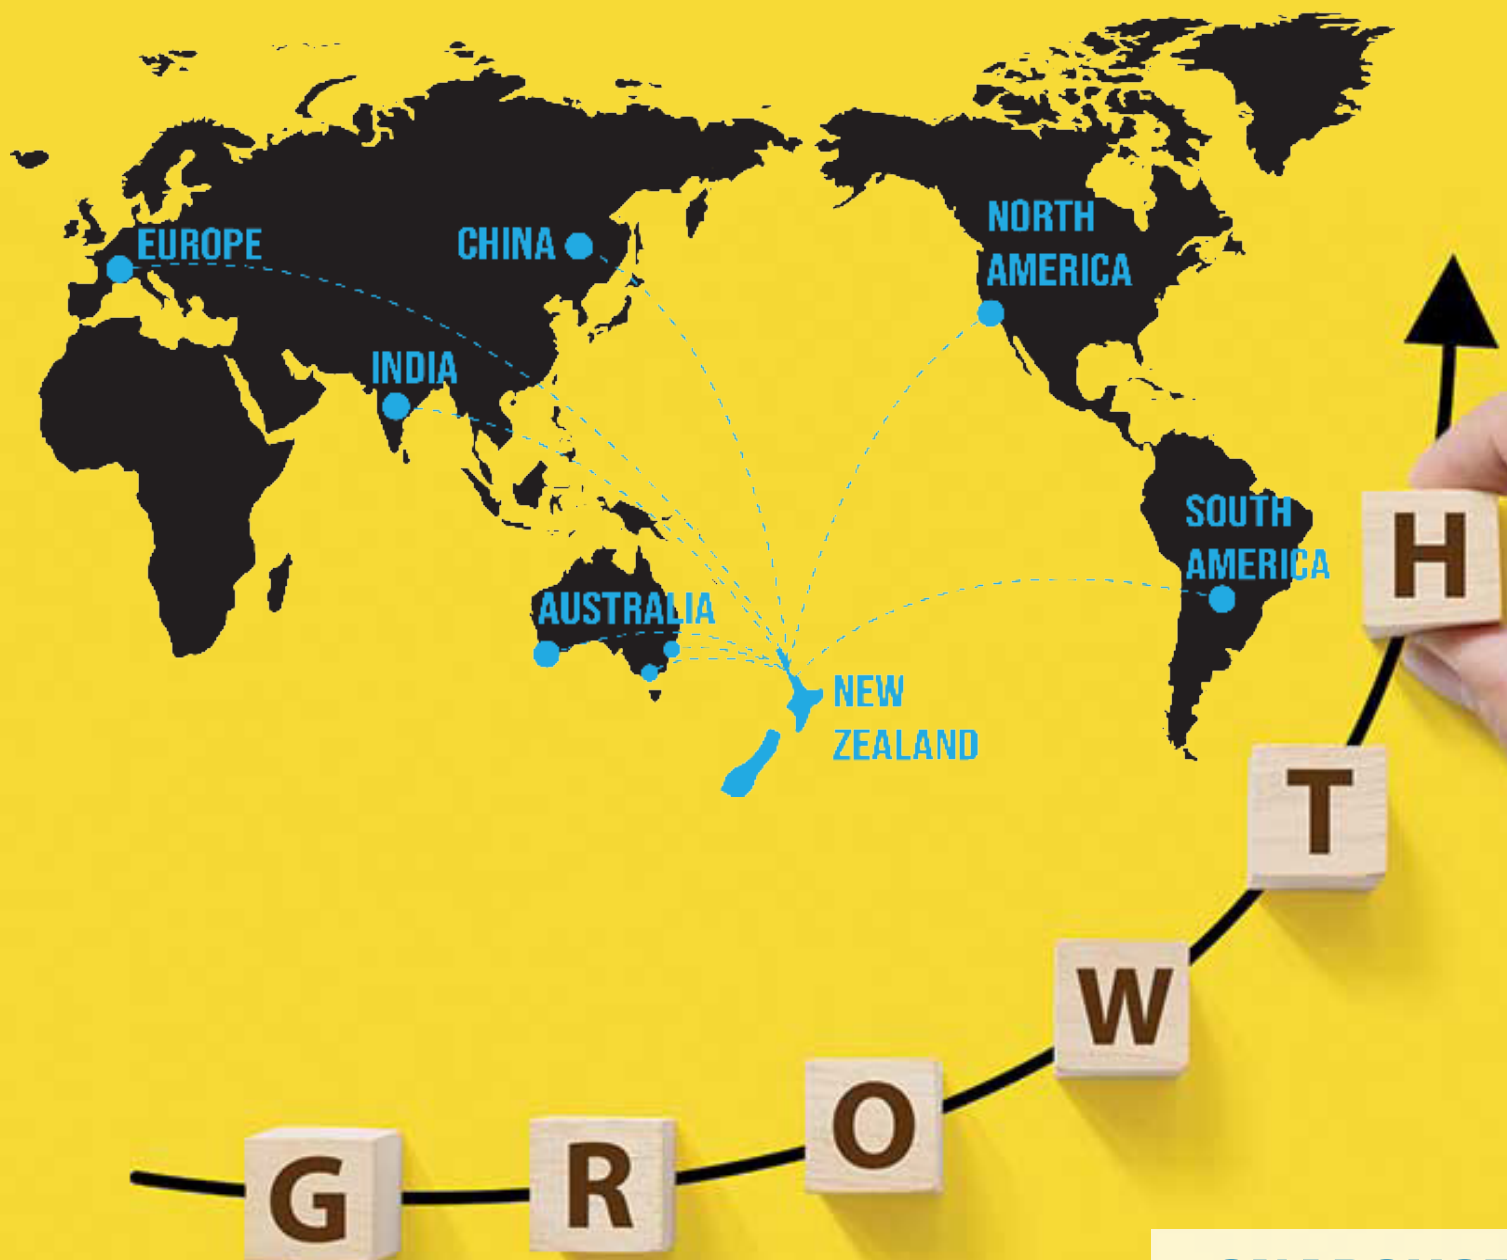 NORTH
AMERICA
EUROPE
CHINA
INDIA
SOUTH
AMERICA
AUSTRALIA
NEW
ZEALAND
G R O W T H